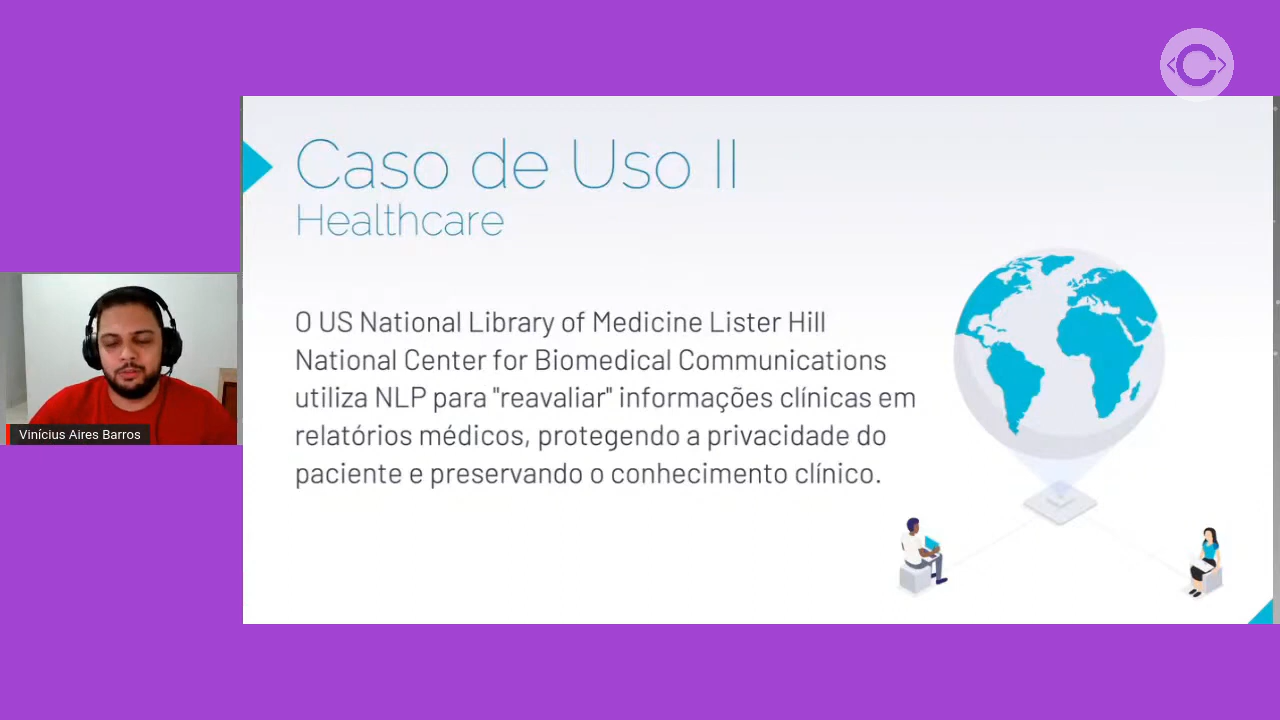 Caso de Uso II
Healthcare
O US National Library of Medicine Lister Hill
National Center for Biomedical Communications
utiliza NLP para "reavaliar" informações clínicas em
relatórios médicos, protegendo a privacidade do
paciente e preservando o conhecimento clínico.
Vinícius Aires Barros